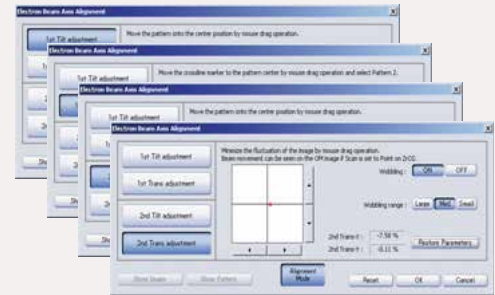 Electron Beam Axis Alignment
1st Tilt adjustment
Move the pattern into the center position by mouse drag operation.
Electron Beam Axis Alignment
1st Tilt adjustment
Move the crossline marker to the pattern center by mouse drag operation and select Pattern 2.
Electron Beam Axis Alignment
1st Tilt adjustment
Move the pattern into the center position by mouse drag operation.
Electron Beam Axis Alignment
1st Tilt adjustment
1st Trans adjustment
2nd Tilt adjustment
2nd Trans adjustment
Minimize the fluctuation of the image by mouse drag operation.
Beam movement can be seen on the OM image if Scan is set to Point on ZrO2.
Wobbling : ON OFF
Wobbling range : Large Mid. Small
2nd Trans-X : -7.58 %
2nd Trans-Y : -0.11 %
Restore Parameters
Show Beam Show Pattern Alignment Mode Reset OK Cancel